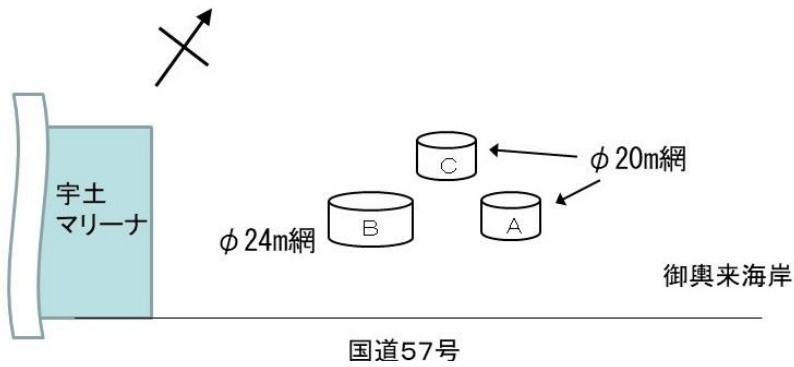 C
φ20m網
宇土
マリーナ
φ24m網
B
A
御輿来海岸
国道57号